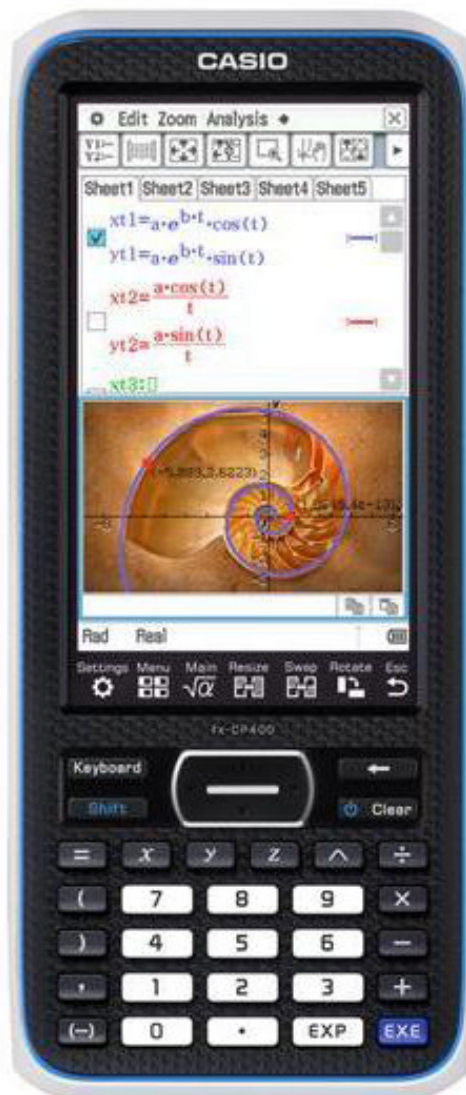 CASIO
Edit Zoom Analysis
Y1:—
Y2:—
Sheet1 Sheet2 Sheet3 Sheet4 Sheet5
xt1=a·e^b·t·cos(t)
yt1=a·e^b·t·sin(t)
xt2=a·cos(t)/t
yt2=a·sin(t)/t
xt3:
Rad Real
Settings Menu Main Resize Swap Rotate Esc
√α
fx-CP400
Keyboard
Shift
Clear
= x y z ^ ÷
( 7 8 9 ×
) 4 5 6 −
, 1 2 3 +
(−) 0 · EXP EXE